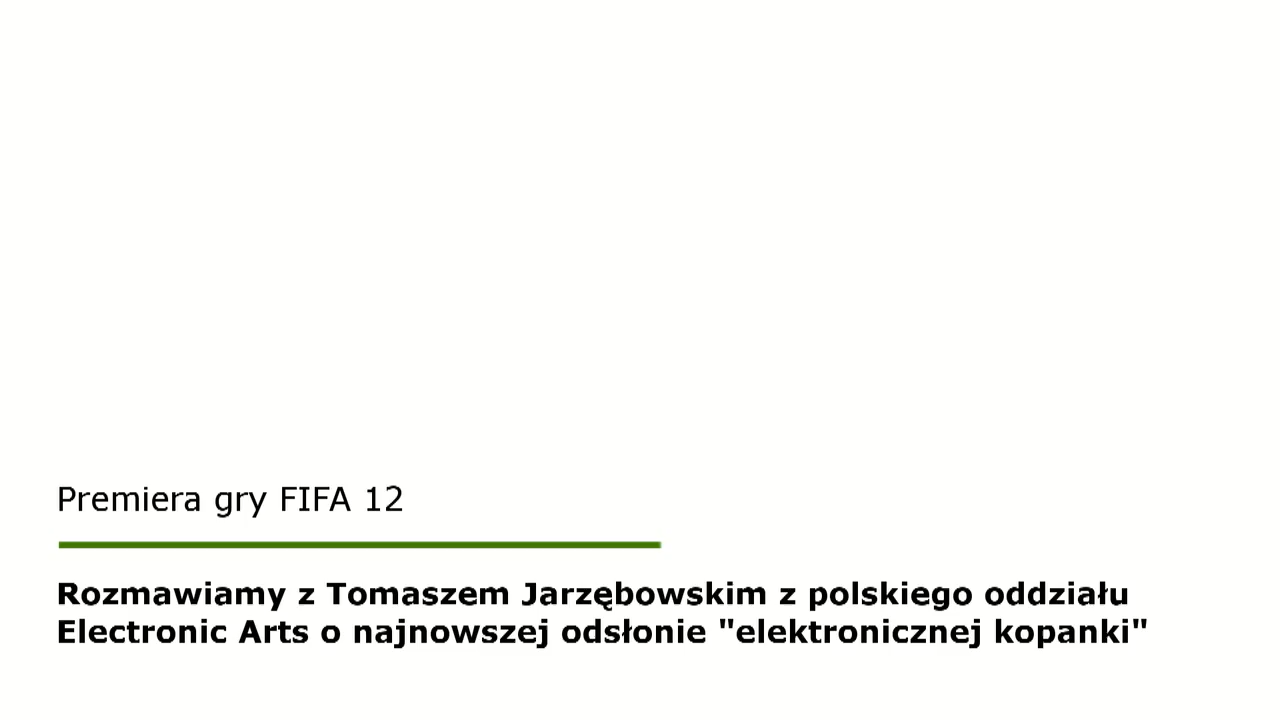 Premiera gry FIFA 12
Rozmawiamy z Tomaszem Jarzębowskim z polskiego oddziału
Electronic Arts o najnowszej odsłonie "elektronicznej kopanki"